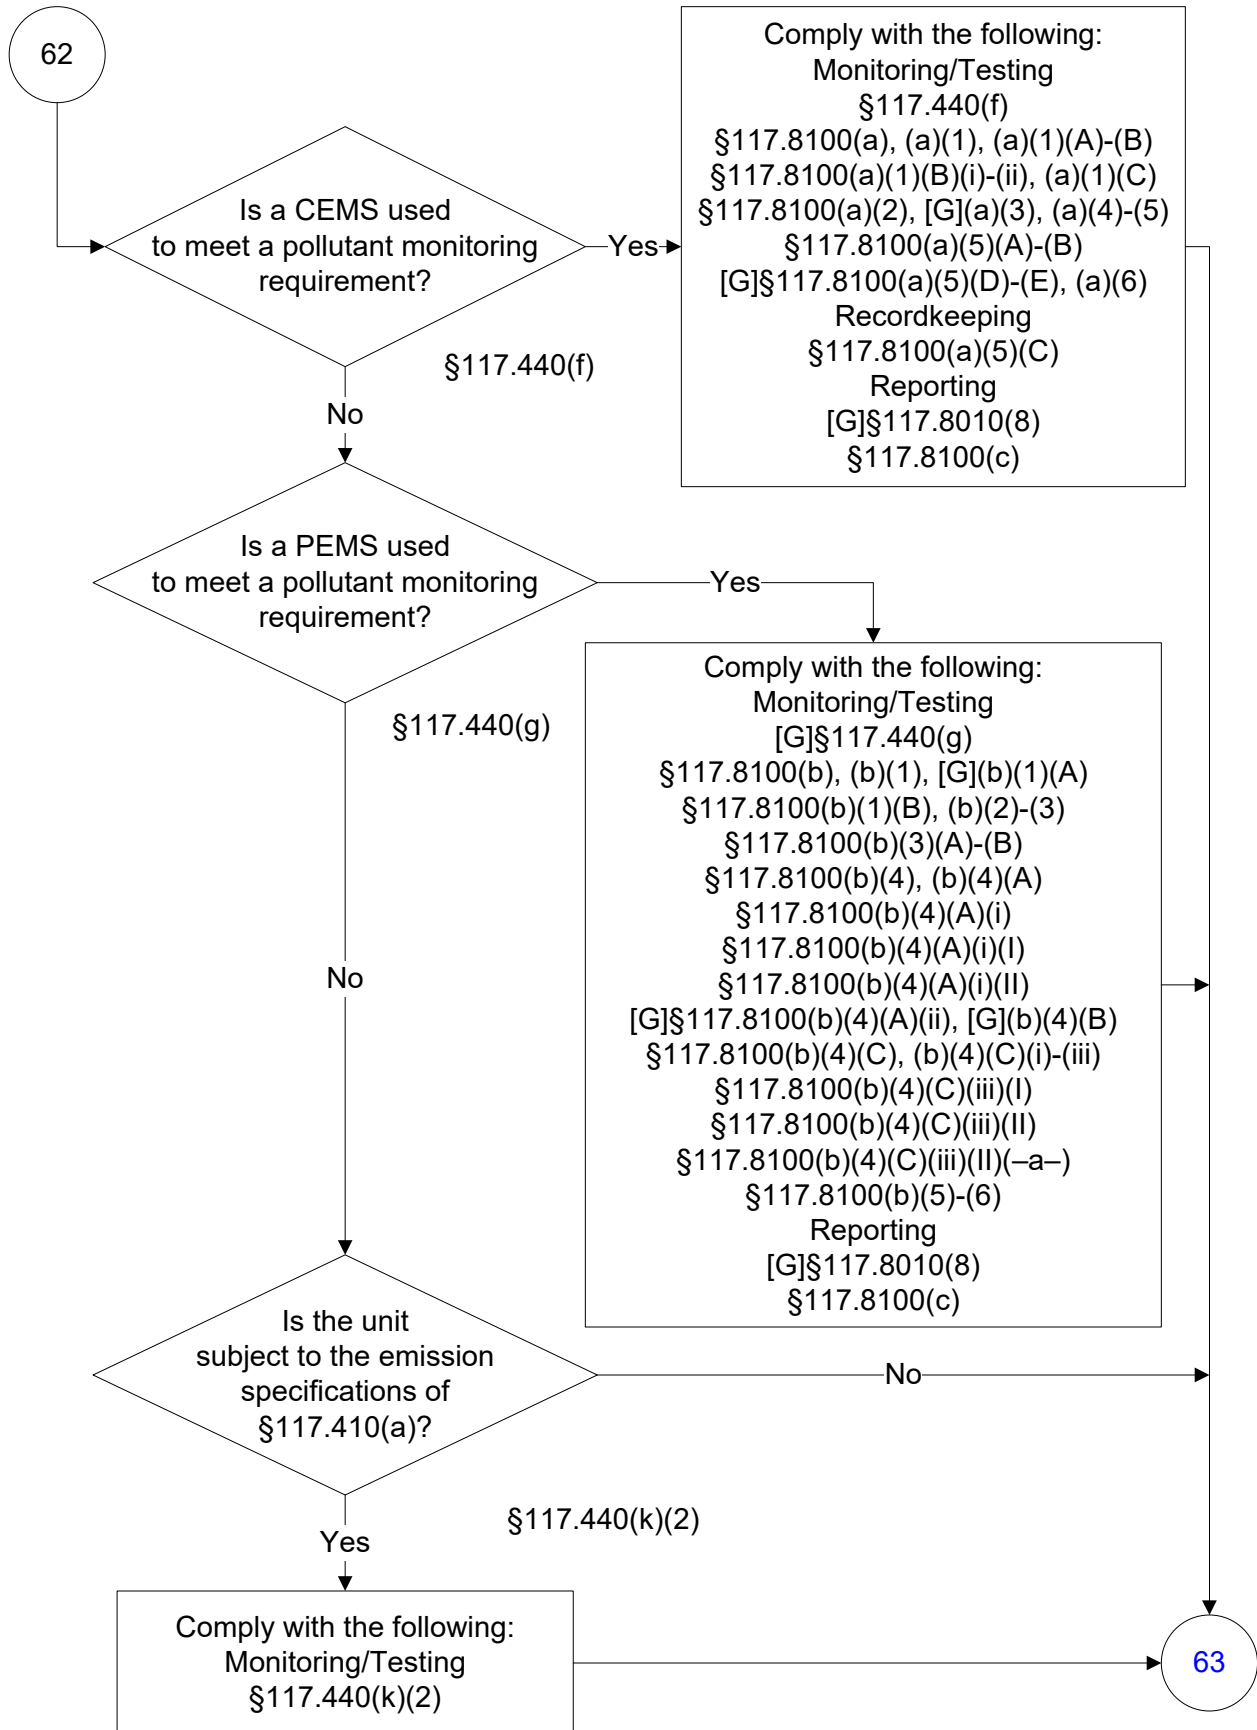 62
Is a CEMS used
to meet a pollutant monitoring
requirement?
Yes
§117.440(f)
No
Comply with the following:
Monitoring/Testing
§117.440(f)
§117.8100(a), (a)(1), (a)(1)(A)-(B)
§117.8100(a)(1)(B)(i)-(ii), (a)(1)(C)
§117.8100(a)(2), [G](a)(3), (a)(4)-(5)
§117.8100(a)(5)(A)-(B)
[G]§117.8100(a)(5)(D)-(E), (a)(6)
Recordkeeping
§117.8100(a)(5)(C)
Reporting
[G]§117.8010(8)
§117.8100(c)
Is a PEMS used
to meet a pollutant monitoring
requirement?
Yes
§117.440(g)
No
Comply with the following:
Monitoring/Testing
[G]§117.440(g)
§117.8100(b), (b)(1), [G](b)(1)(A)
§117.8100(b)(1)(B), (b)(2)-(3)
§117.8100(b)(3)(A)-(B)
§117.8100(b)(4), (b)(4)(A)
§117.8100(b)(4)(A)(i)
§117.8100(b)(4)(A)(i)(I)
§117.8100(b)(4)(A)(i)(II)
[G]§117.8100(b)(4)(A)(ii), [G](b)(4)(B)
§117.8100(b)(4)(C), (b)(4)(C)(i)-(iii)
§117.8100(b)(4)(C)(iii)(I)
§117.8100(b)(4)(C)(iii)(II)
§117.8100(b)(4)(C)(iii)(II)(–a–)
§117.8100(b)(5)-(6)
Reporting
[G]§117.8010(8)
§117.8100(c)
Is the unit
subject to the emission
specifications of
§117.410(a)?
No
§117.440(k)(2)
Yes
Comply with the following:
Monitoring/Testing
§117.440(k)(2)
63